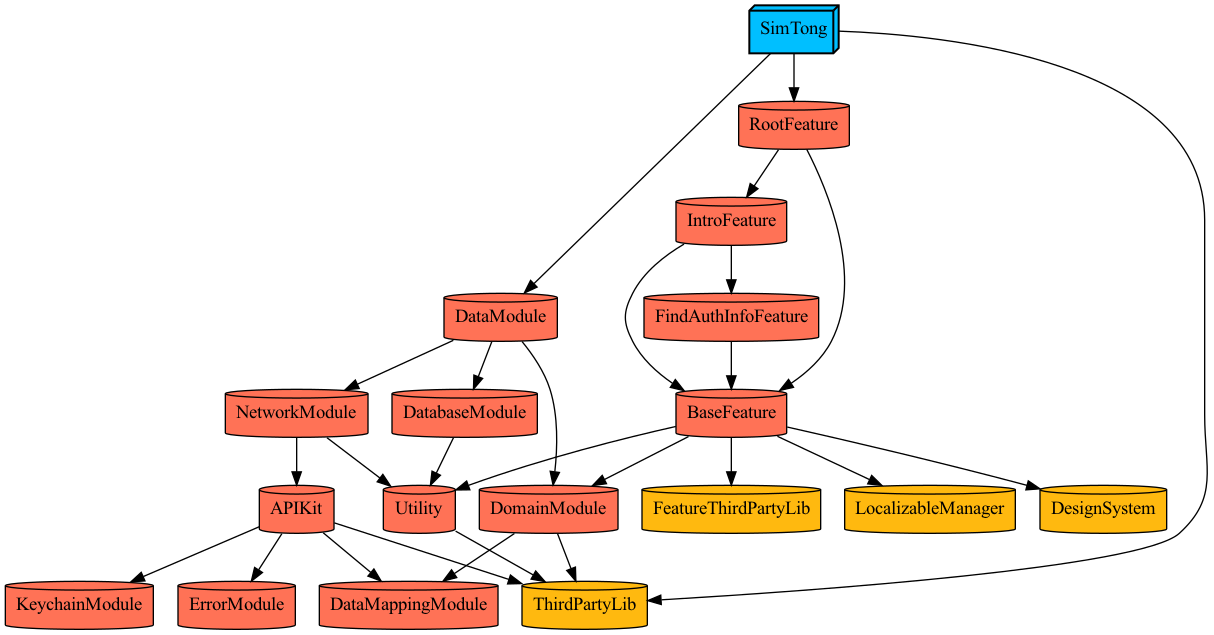 SimTong
RootFeature
IntroFeature
DataModule
FindAuthInfoFeature
NetworkModule
DatabaseModule
BaseFeature
APIKit
Utility
DomainModule
FeatureThirdPartyLib
LocalizableManager
DesignSystem
KeychainModule
ErrorModule
DataMappingModule
ThirdPartyLib